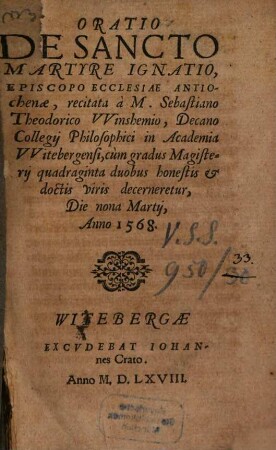 ORATIO
DE SANCTO
MARTYRE IGNATIO,
EPISCOPO ECCLESIAE ANTIO-
chenæ, recitata à M. Sebastiano
Theodorico VVinshemio, Decano
Collegij Philosophici in Academia
VVitebergensi, cùm gradus Magiste-
rij quadraginta duobus honestis &
doctis viris decerneretur,
Die nona Martij,
Anno 1568.
V.S.S.
950/30
33.
WITEBERGÆ
EXCVDEBAT IOHAN-
nes Crato.
Anno M. D. LXVIII.